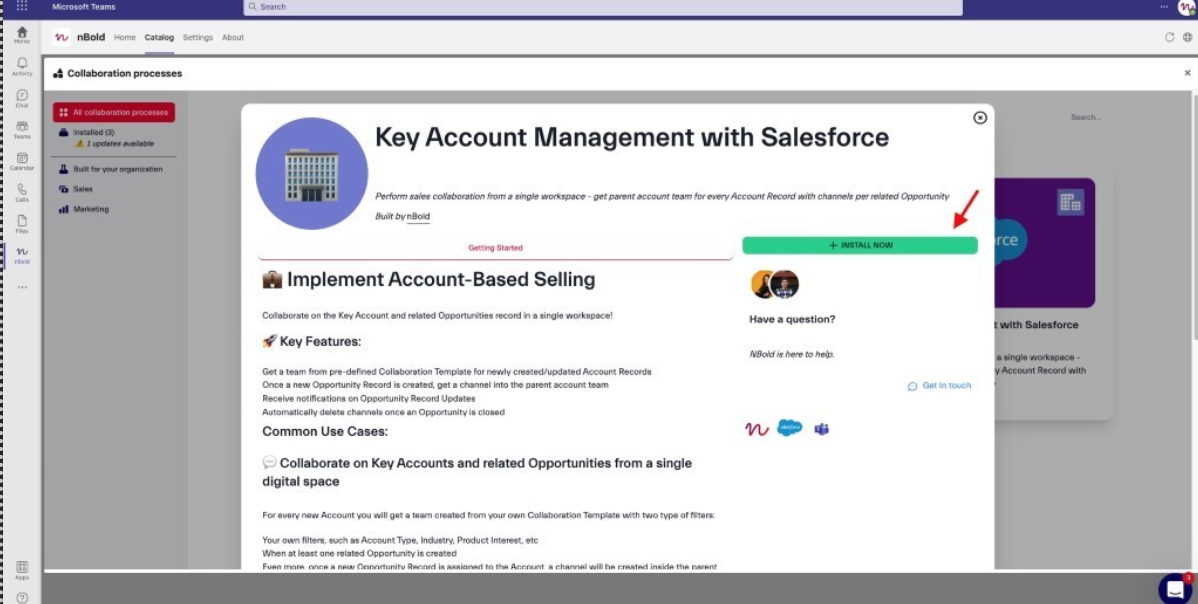 Microsoft Teams
Search
nBold Home Catalog Settings About
Home
Activity
Chat
Teams
Calendar
Calls
Files
nBold
Apps
Collaboration processes
All collaboration processes
Installed (3)
1 updates available
Built for your organization
Sales
Marketing
Search...
Key Account Management with Salesforce
Perform sales collaboration from a single workspace - get parent account team for every Account Record with channels per related Opportunity
Built by nBold
Getting Started
+ INSTALL NOW
Implement Account-Based Selling
Collaborate on the Key Account and related Opportunities record in a single workspace!
Key Features:
Get a team from pre-defined Collaboration Template for newly created/updated Account Records
Once a new Opportunity Record is created, get a channel into the parent account team
Receive notifications on Opportunity Record Updates
Automatically delete channels once an Opportunity is closed
Common Use Cases:
Collaborate on Key Accounts and related Opportunities from a single
digital space
For every new Account you will get a team created from your own Collaboration Template with two type of filters:
Your own filters, such as Account Type, Industry, Product Interest, etc
When at least one related Opportunity is created
Even more, once a new Opportunity Record is assigned to the Account, a channel will be created inside the parent
Have a question?
NBold is here to help.
Get in touch
salesforce
rce
t with Salesforce
a single workspace -
y Account Record with
3